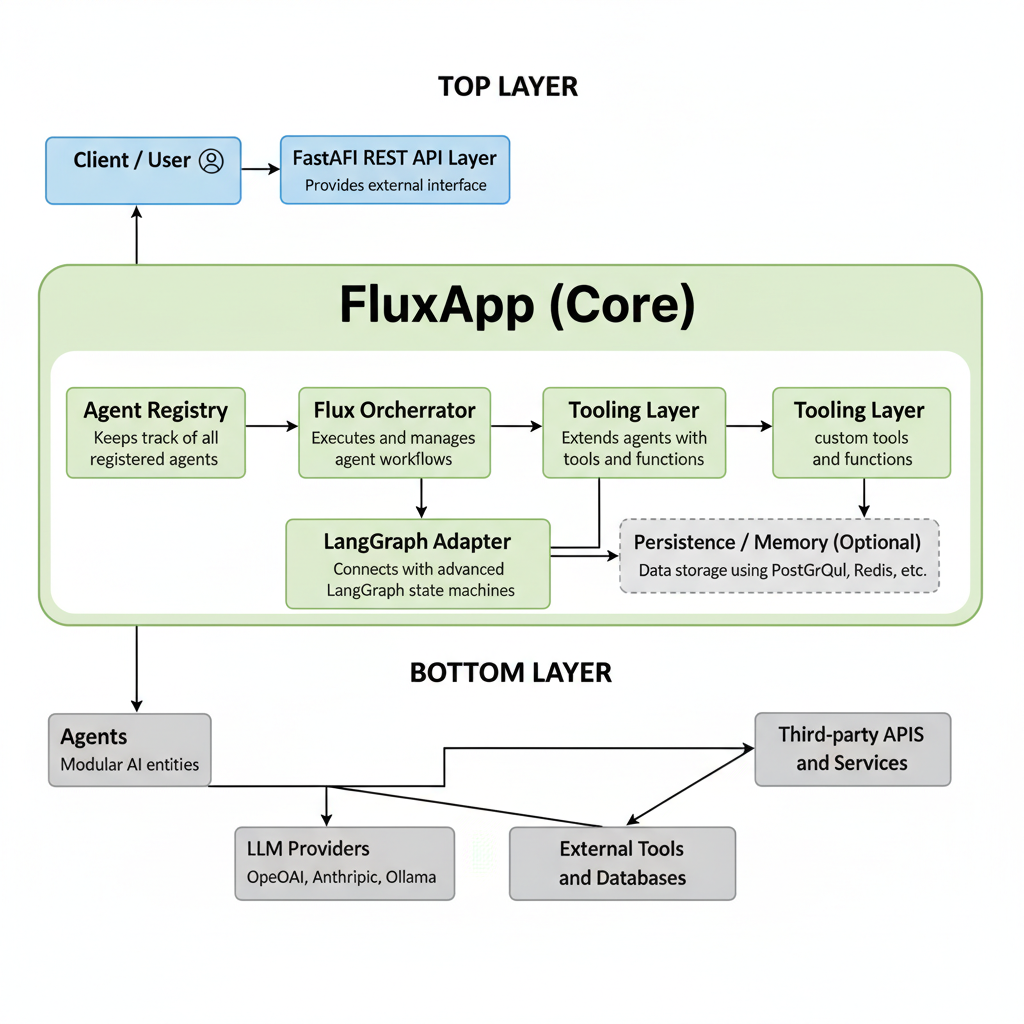 TOP LAYER
Client / User
FastAFI REST API Layer
Provides external interface
FluxApp (Core)
Agent Registry
Keeps track of all
registered agents
Flux Orcherrator
Executes and manages
agent workflows
Tooling Layer
Extends agents with
tools and functions
Tooling Layer
custom tools
and functions
LangGraph Adapter
Connects with advanced
LangGraph state machines
Persistence / Memory (Optional)
Data storage using PostGrQul, Redis, etc.
BOTTOM LAYER
Agents
Modular AI entities
Third-party APIS
and Services
LLM Providers
OpeOAI, Anthripic, Ollama
External Tools
and Databases